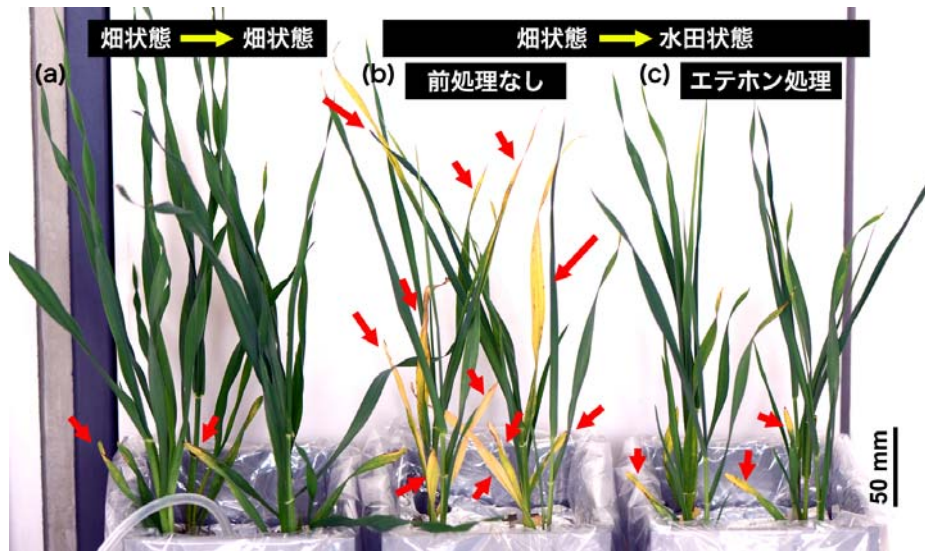 畑状態 → 畑状態
畑状態 → 水田状態
(a)
(b)
前処理なし
(c)
エテホン処理
50 mm